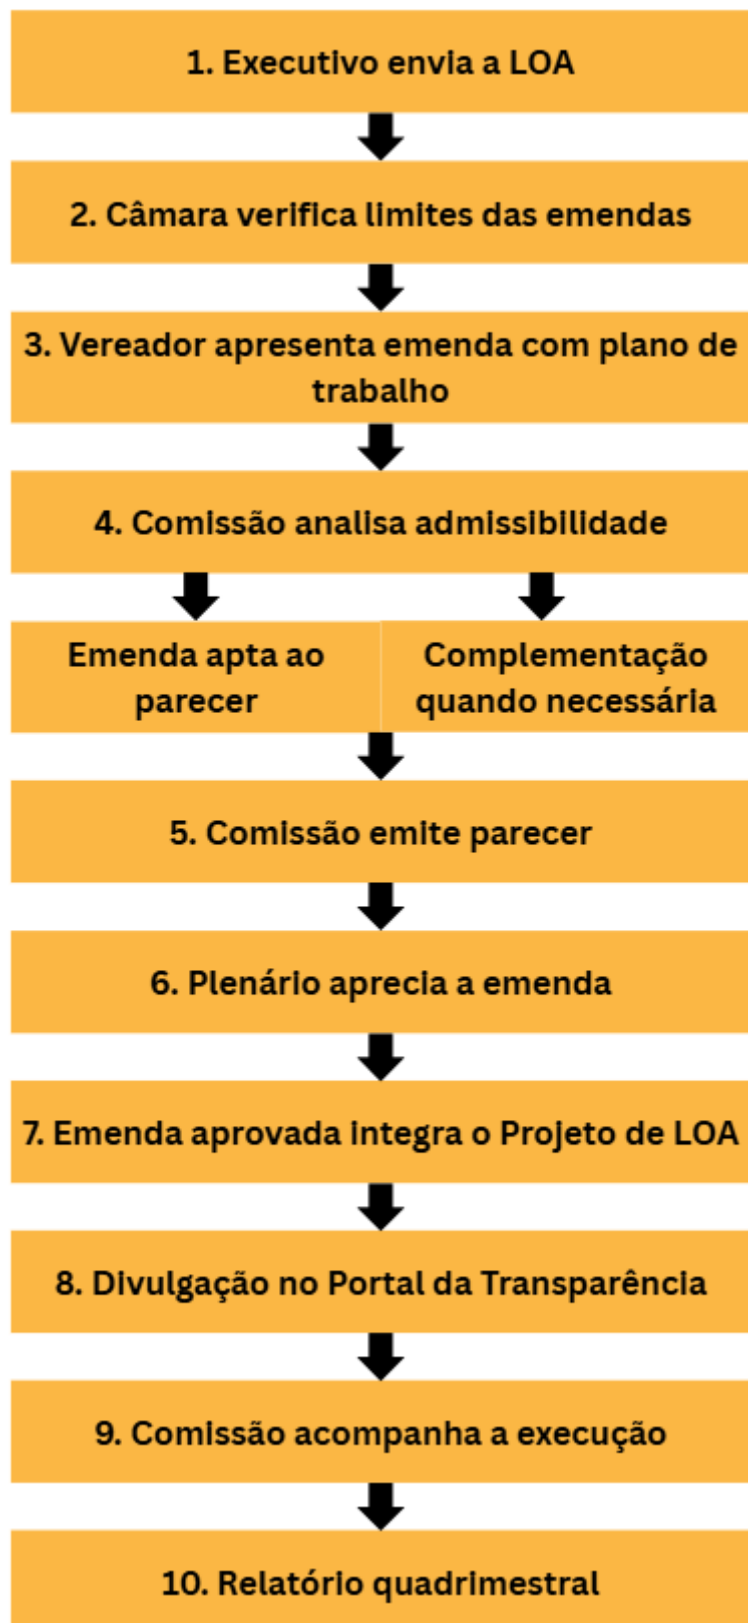 1. Executivo envia a LOA
2. Câmara verifica limites das emendas
3. Vereador apresenta emenda com plano de
trabalho
4. Comissão analisa admissibilidade
Emenda apta ao
parecer
Complementação
quando necessária
5. Comissão emite parecer
6. Plenário aprecia a emenda
7. Emenda aprovada integra o Projeto de LOA
8. Divulgação no Portal da Transparência
9. Comissão acompanha a execução
10. Relatório quadrimestral